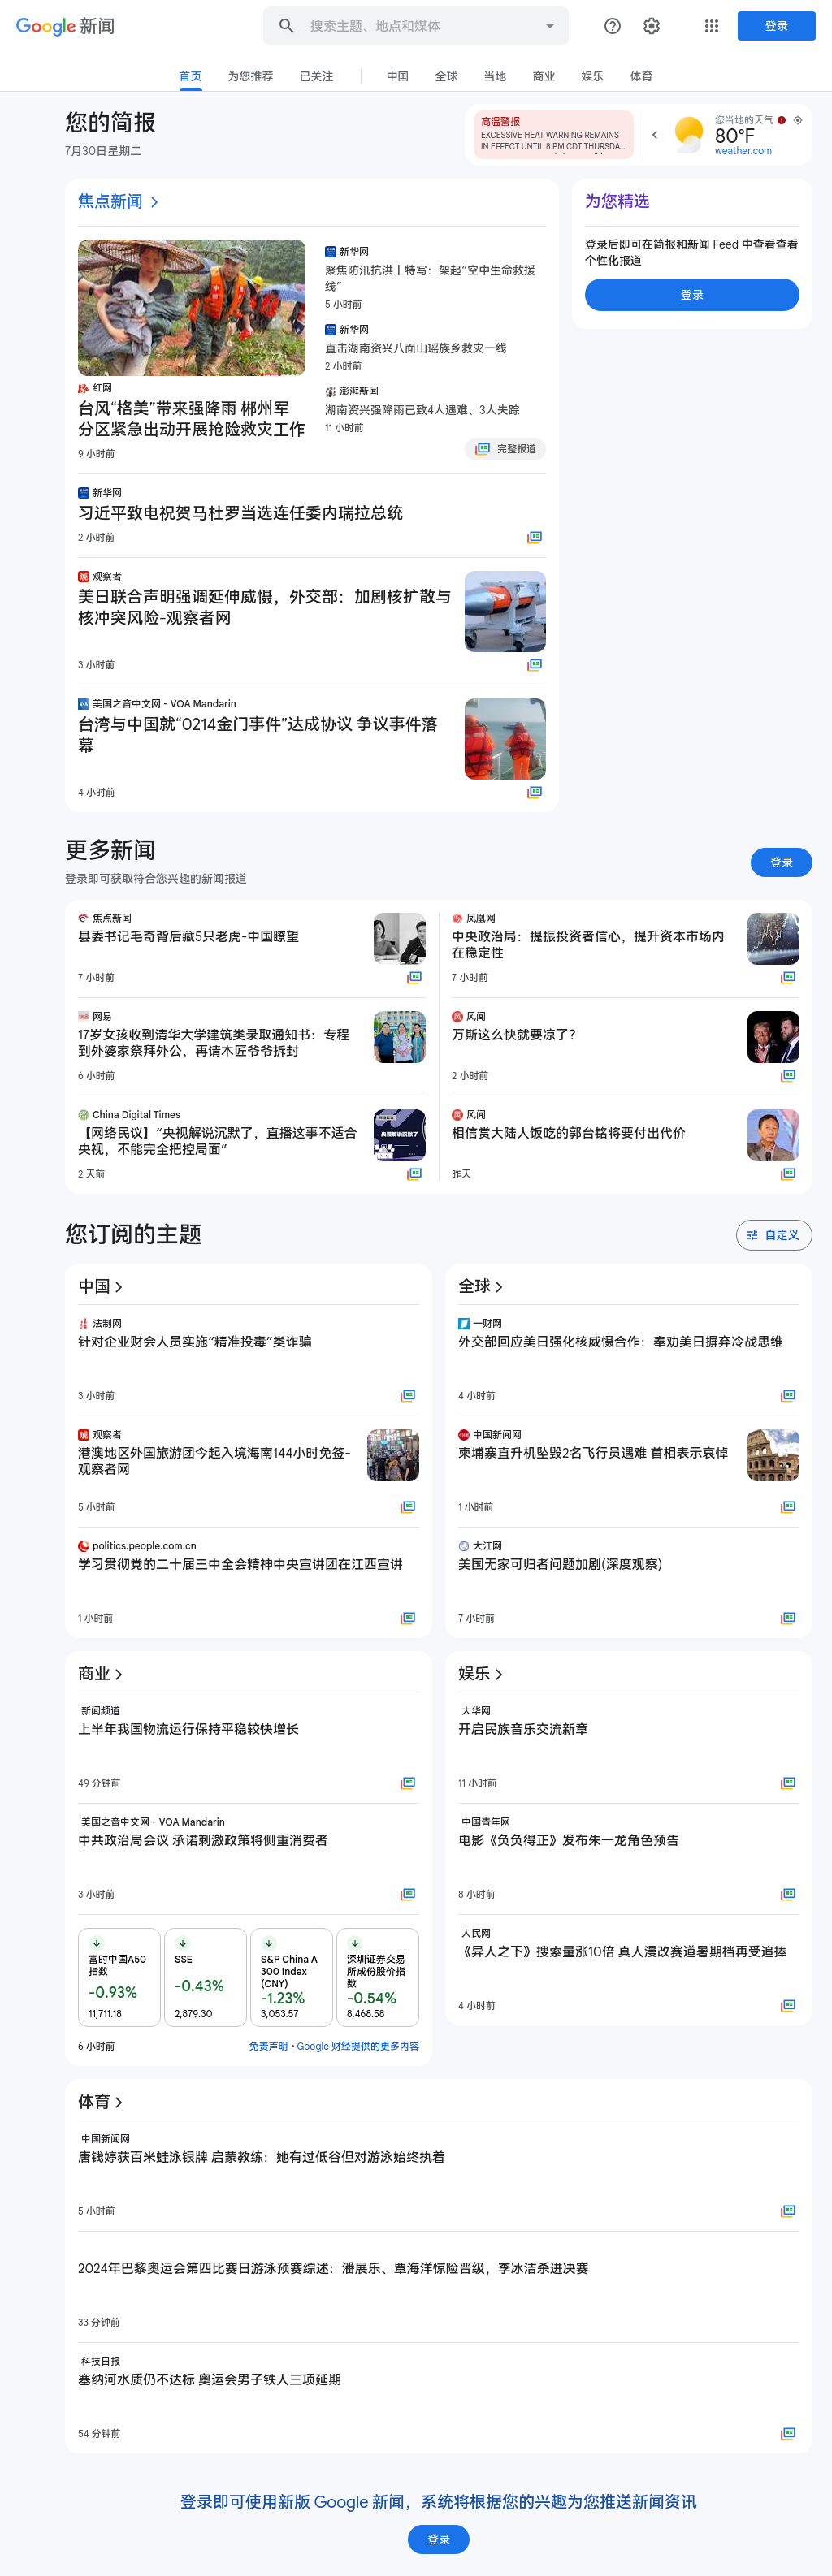 Google 新闻
搜索主题、地点和媒体
登录
首页
为您推荐
已关注
中国
全球
当地
商业
娱乐
体育
您的简报
7月30日星期二
高温警报
EXCESSIVE HEAT WARNING REMAINS
IN EFFECT UNTIL 8 PM CDT THURSDA...
您当地的天气
80°F
weather.com
焦点新闻
红网
台风“格美”带来强降雨 郴州军
分区紧急出动开展抢险救灾工作
9 小时前
新华网
聚焦防汛抗洪丨特写：架起“空中生命救援
线”
5 小时前
新华网
直击湖南资兴八面山瑶族乡救灾一线
2 小时前
澎湃新闻
湖南资兴强降雨已致4人遇难、3人失踪
11 小时前
完整报道
新华网
习近平致电祝贺马杜罗当选连任委内瑞拉总统
2 小时前
观察者
美日联合声明强调延伸威慑，外交部：加剧核扩散与
核冲突风险-观察者网
3 小时前
美国之音中文网 - VOA Mandarin
台湾与中国就“0214金门事件”达成协议 争议事件落
幕
4 小时前
为您精选
登录后即可在简报和新闻 Feed 中查看查看
个性化报道
登录
更多新闻
登录即可获取符合您兴趣的新闻报道
登录
焦点新闻
县委书记毛奇背后藏5只老虎-中国瞭望
7 小时前
网易
17岁女孩收到清华大学建筑类录取通知书：专程
到外婆家祭拜外公，再请木匠爷爷拆封
6 小时前
China Digital Times
【网络民议】“央视解说沉默了，直播这事不适合
央视，不能完全把控局面”
央视解说沉默了
2 天前
凤凰网
中央政治局：提振投资者信心，提升资本市场内
在稳定性
7 小时前
风闻
万斯这么快就要凉了？
2 小时前
风闻
相信赏大陆人饭吃的郭台铭将要付出代价
昨天
您订阅的主题
自定义
中国
法制网
针对企业财会人员实施“精准投毒”类诈骗
3 小时前
观察者
港澳地区外国旅游团今起入境海南144小时免签-
观察者网
5 小时前
politics.people.com.cn
学习贯彻党的二十届三中全会精神中央宣讲团在江西宣讲
1 小时前
全球
一财网
外交部回应美日强化核威慑合作：奉劝美日摒弃冷战思维
4 小时前
中国新闻网
柬埔寨直升机坠毁2名飞行员遇难 首相表示哀悼
1 小时前
大江网
美国无家可归者问题加剧(深度观察)
7 小时前
商业
新闻频道
上半年我国物流运行保持平稳较快增长
49 分钟前
美国之音中文网 - VOA Mandarin
中共政治局会议 承诺刺激政策将侧重消费者
3 小时前
富时中国A50
指数
-0.93%
11,711.18
SSE
-0.43%
2,879.30
S&P China A
300 Index
(CNY)
-1.23%
3,053.57
深圳证券交易
所成份股价指
数
-0.54%
8,468.58
6 小时前
免责声明 • Google 财经提供的更多内容
娱乐
大华网
开启民族音乐交流新章
11 小时前
中国青年网
电影《负负得正》发布朱一龙角色预告
8 小时前
人民网
《异人之下》搜索量涨10倍 真人漫改赛道暑期档再受追捧
4 小时前
体育
中国新闻网
唐钱婷获百米蛙泳银牌 启蒙教练：她有过低谷但对游泳始终执着
5 小时前
2024年巴黎奥运会第四比赛日游泳预赛综述：潘展乐、覃海洋惊险晋级，李冰洁杀进决赛
33 分钟前
科技日报
塞纳河水质仍不达标 奥运会男子铁人三项延期
54 分钟前
登录即可使用新版 Google 新闻，系统将根据您的兴趣为您推送新闻资讯
登录